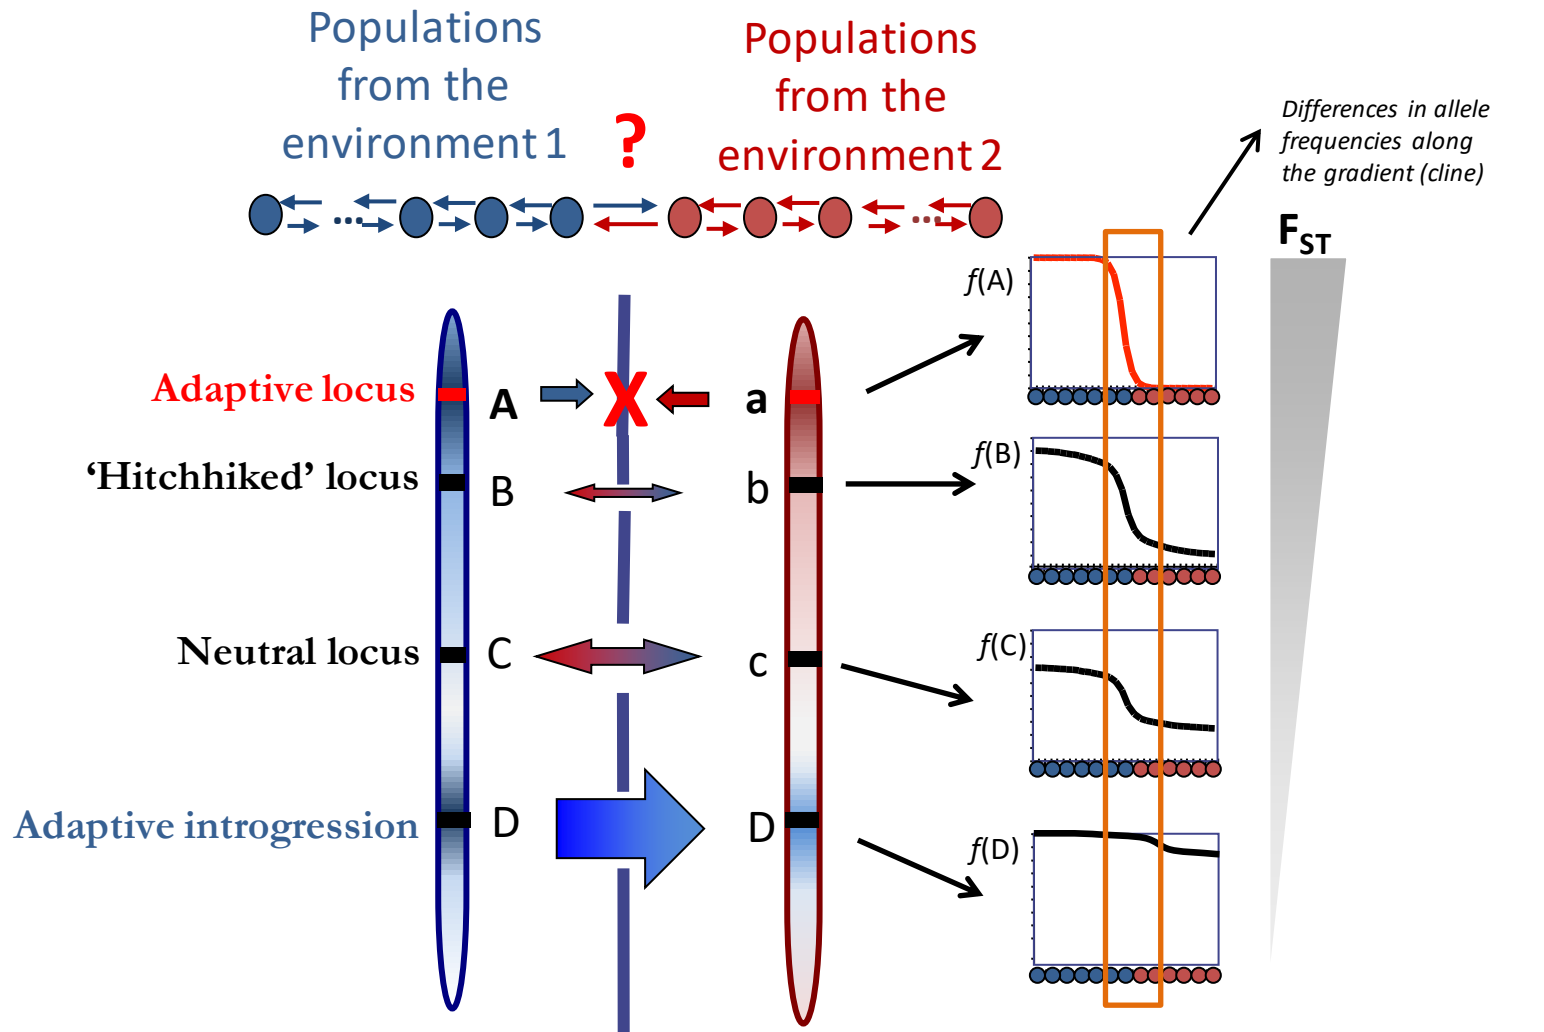 Populations
from the
environment 1
?
Populations
from the
environment 2
...
...
Differences in allele
frequencies along
the gradient (cline)
FST
f(A)
Adaptive locus
A
X
a
‘Hitchhiked’ locus
B
b
f(B)
Neutral locus
C
c
f(C)
Adaptive introgression
D
D
f(D)